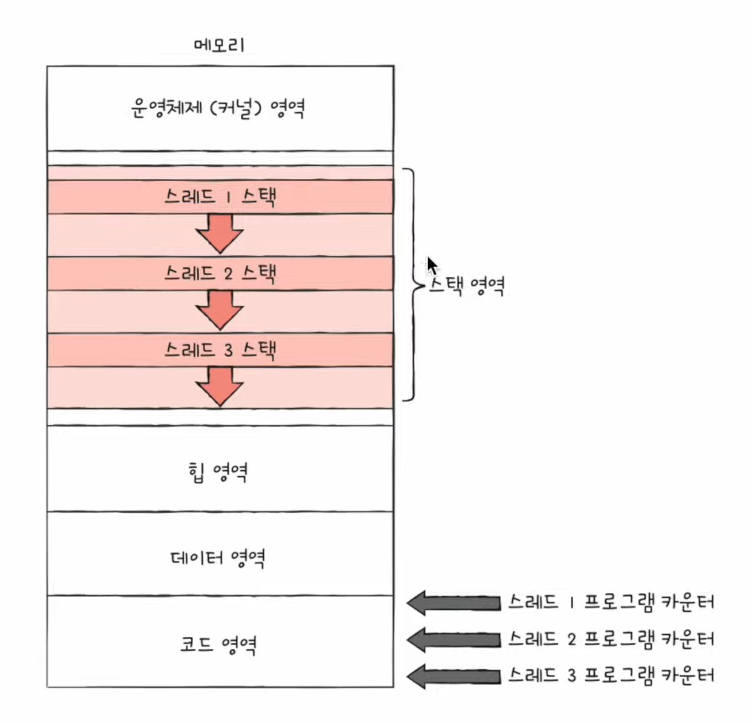 메모리
운영체제 (커널) 영역
스레드 1 스택
스레드 2 스택
스택 영역
스레드 3 스택
힙 영역
데이터 영역
스레드 1 프로그램 카운터
스레드 2 프로그램 카운터
코드 영역
스레드 3 프로그램 카운터